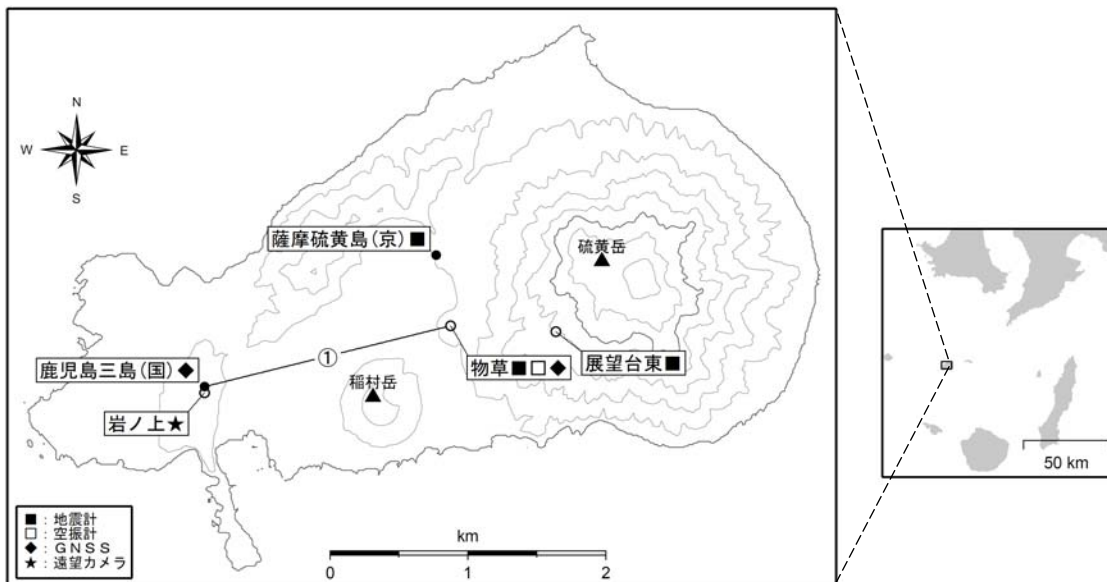 N
W E
S
薩摩硫黄島(京)■
硫黄岳
①
鹿児島三島(国)◆
物草■□◆
展望台東■
稲村岳
岩ノ上★
■：地震計
□：空振計
◆：ＧＮＳＳ
★：遠望カメラ
km
0 1 2
50 km